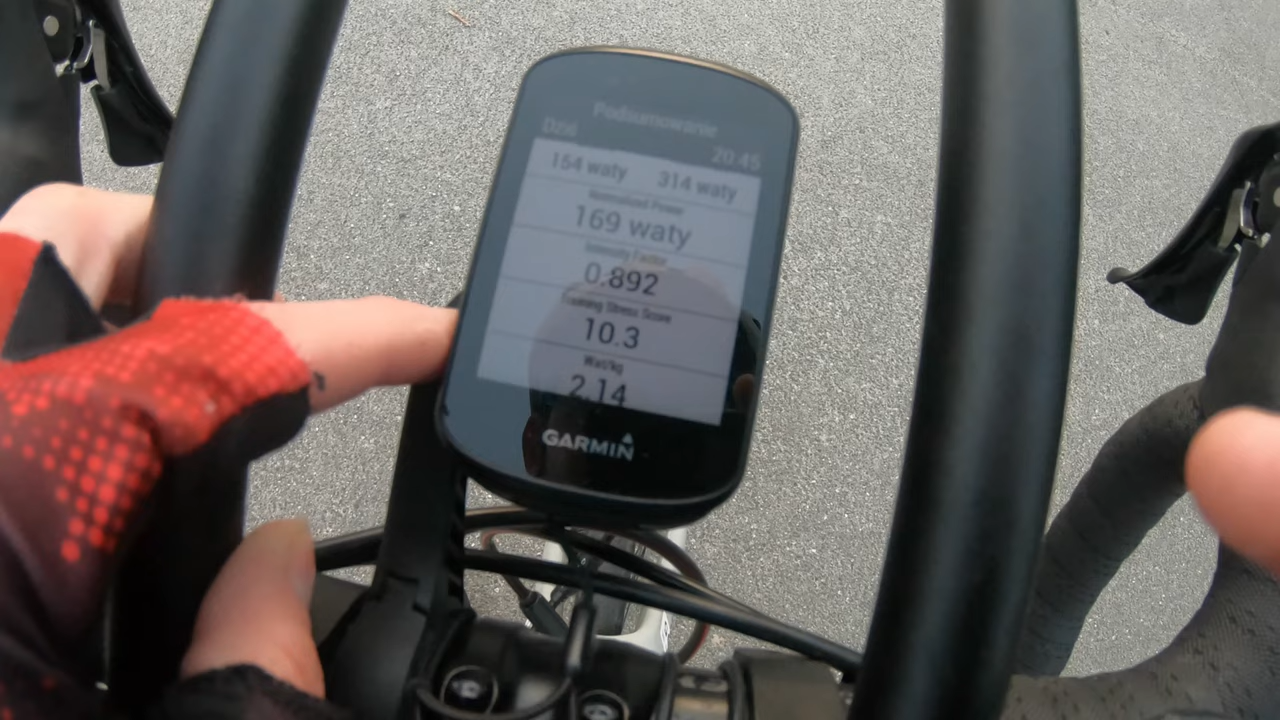 Podsumowanie
Dziś 20:45
154 waty 314 waty
Normalized Power
169 waty
Intensity Factor
0.892
Training Stress Score
10.3
Wat/kg
2.14
GARMIN